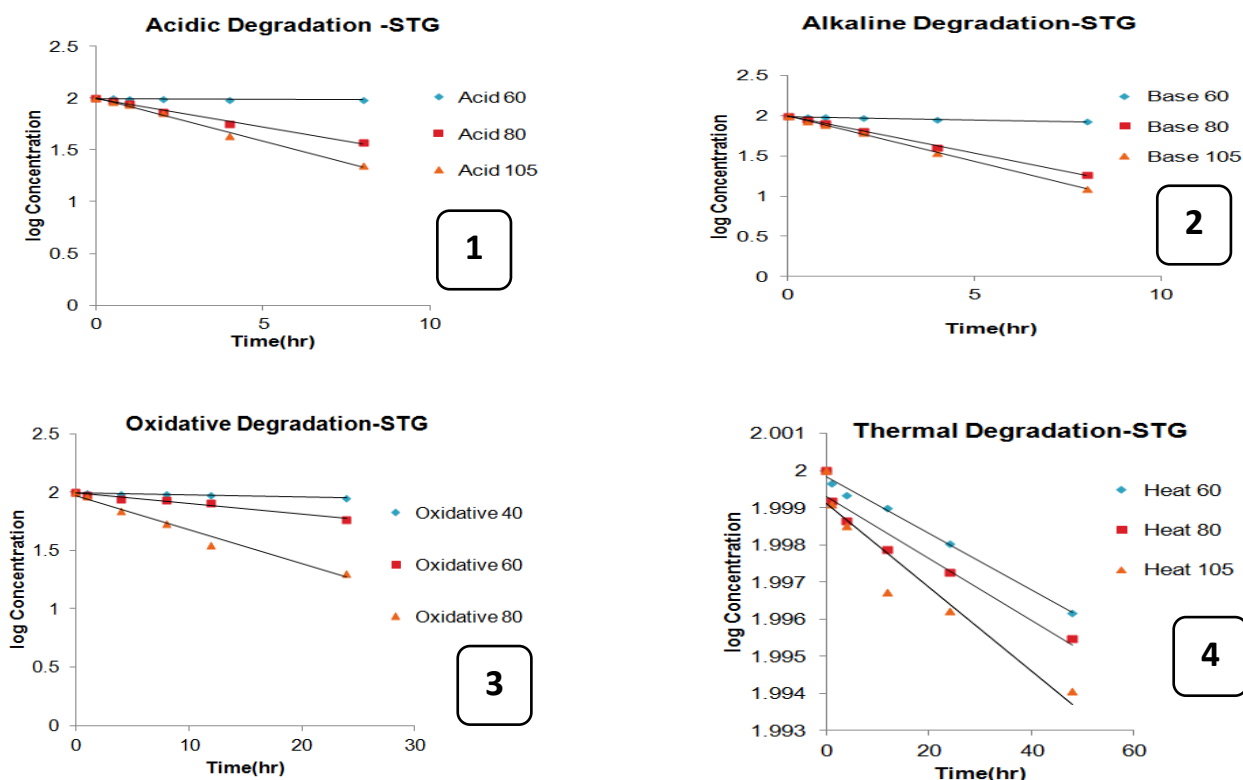 Acidic Degradation -STG
2.5
2
1.5
1
0.5
0
0
5
10
log Concentration
Time(hr)
Acid 60
Acid 80
Acid 105
1
Alkaline Degradation-STG
2.5
2
1.5
1
0.5
0
0
5
10
log Concentration
Time(hr)
Base 60
Base 80
Base 105
2
Oxidative Degradation-STG
2.5
2
1.5
1
0.5
0
0
10
20
30
log Concentration
Time(hr)
Oxidative 40
Oxidative 60
Oxidative 80
3
Thermal Degradation-STG
2.001
2
1.999
1.998
1.997
1.996
1.995
1.994
1.993
0
20
40
60
log Concentration
Time(hr)
Heat 60
Heat 80
Heat 105
4